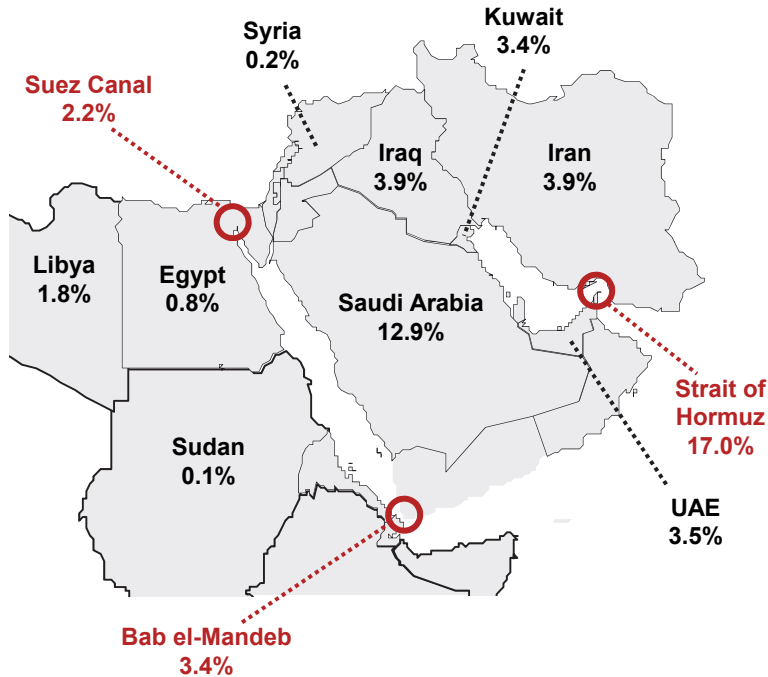 Kuwait
3.4%
Syria
0.2%
Suez Canal
2.2%
Iraq
3.9%
Iran
3.9%
Libya
1.8%
Egypt
0.8%
Saudi Arabia
12.9%
Strait of
Hormuz
17.0%
Sudan
0.1%
UAE
3.5%
Bab el-Mandeb
3.4%